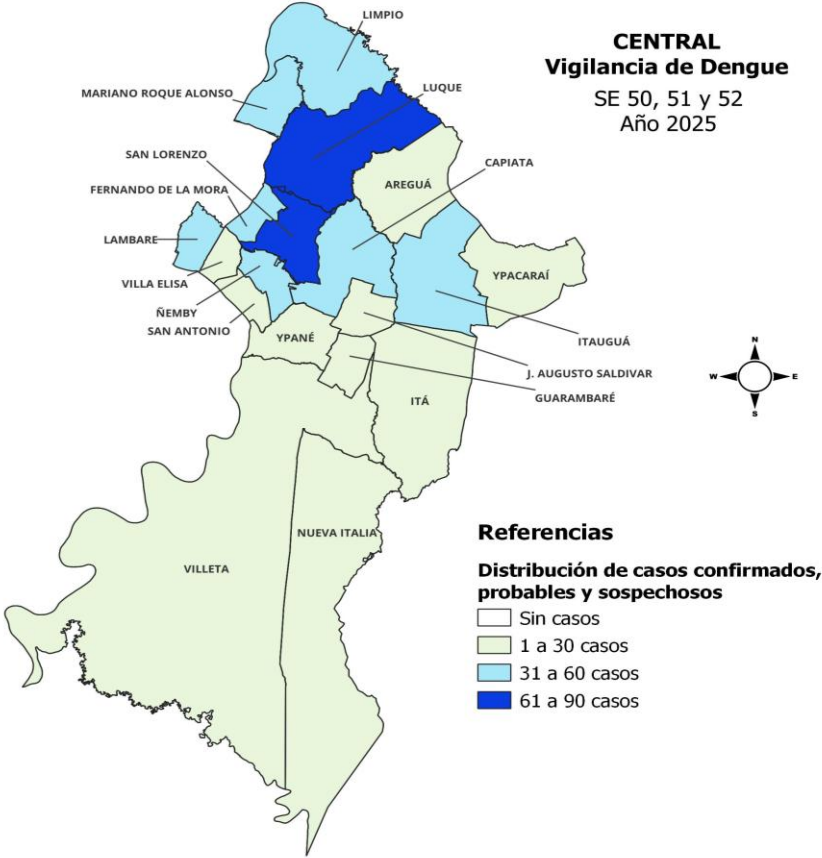 CENTRAL
Vigilancia de Dengue
SE 50, 51 y 52
Año 2025
LIMPIO
MARIANO ROQUE ALONSO
LUQUE
SAN LORENZO
CAPIATA
FERNANDO DE LA MORA
AREGUÁ
LAMBARE
YPACARAÍ
VILLA ELISA
ÑEMBY
SAN ANTONIO
YPANÉ
ITAUGUÁ
J. AUGUSTO SALDIVAR
GUARAMBARÉ
ITÁ
NUEVA ITALIA
VILLETA
N
W
E
S
Referencias
Distribución de casos confirmados,
probables y sospechosos
Sin casos
1 a 30 casos
31 a 60 casos
61 a 90 casos